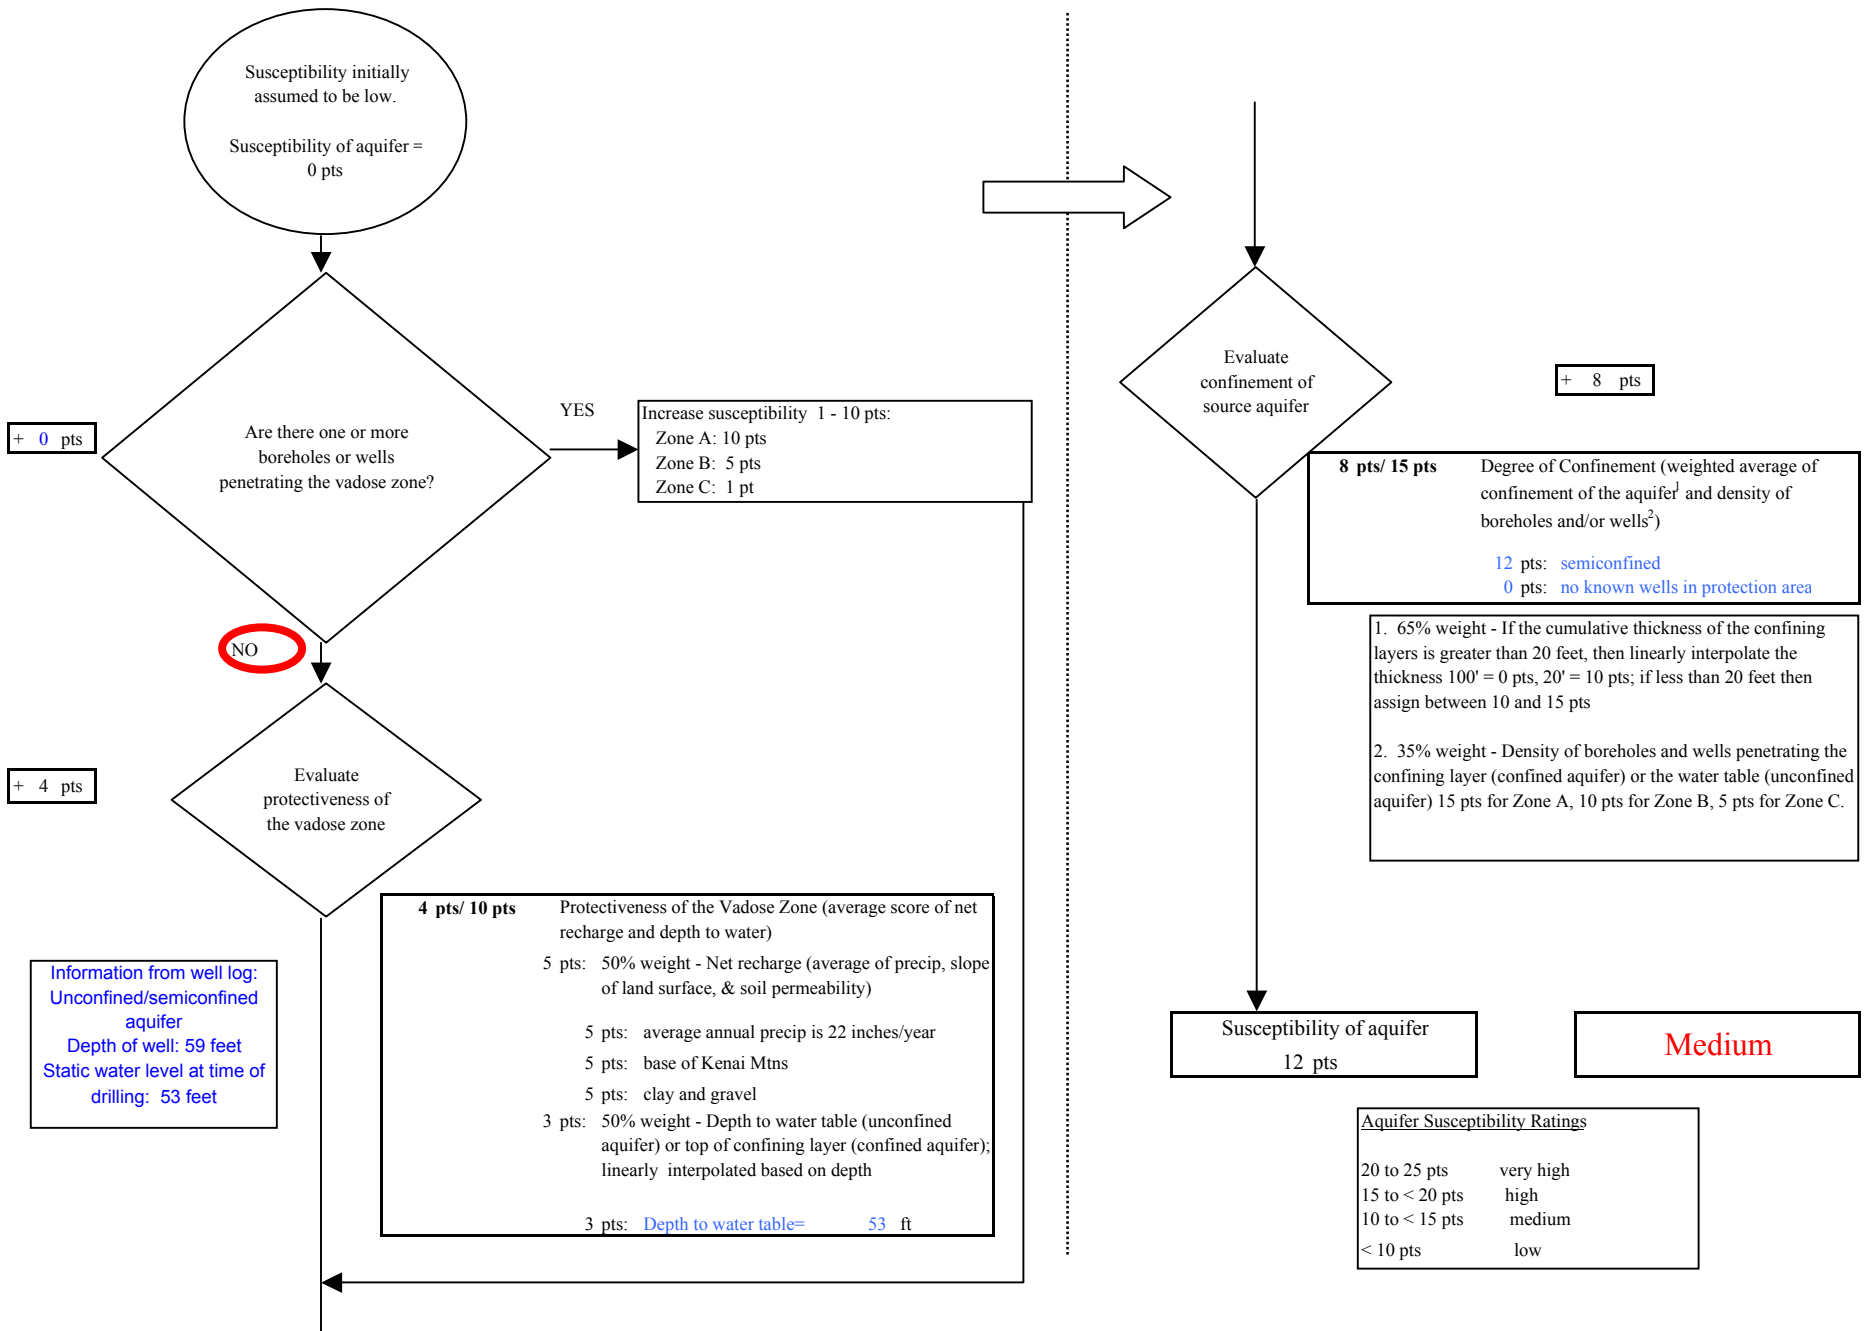 Susceptibility initially
assumed to be low.
Susceptibility of aquifer =
0 pts
+ 0 pts
Are there one or more
boreholes or wells
penetrating the vadose zone?
YES
Increase susceptibility 1 - 10 pts:
Zone A: 10 pts
Zone B: 5 pts
Zone C: 1 pt
NO
+ 4 pts
Evaluate
protectiveness of
the vadose zone
4 pts/ 10 pts Protectiveness of the Vadose Zone (average score of net
recharge and depth to water)
5 pts: 50% weight - Net recharge (average of precip, slope
of land surface, & soil permeability)
5 pts: average annual precip is 22 inches/year
5 pts: base of Kenai Mtns
5 pts: clay and gravel
3 pts: 50% weight - Depth to water table (unconfined
aquifer) or top of confining layer (confined aquifer);
linearly interpolated based on depth
3 pts: Depth to water table= 53 ft
Information from well log:
Unconfined/semiconfined
aquifer
Depth of well: 59 feet
Static water level at time of
drilling: 53 feet
Evaluate
confinement of
source aquifer
+ 8 pts
8 pts/ 15 pts Degree of Confinement (weighted average of
confinement of the aquifer1 and density of
boreholes and/or wells2)
12 pts: semiconfined
0 pts: no known wells in protection area
1. 65% weight - If the cumulative thickness of the confining
layers is greater than 20 feet, then linearly interpolate the
thickness 100' = 0 pts, 20' = 10 pts; if less than 20 feet then
assign between 10 and 15 pts
2. 35% weight - Density of boreholes and wells penetrating the
confining layer (confined aquifer) or the water table (unconfined
aquifer) 15 pts for Zone A, 10 pts for Zone B, 5 pts for Zone C.
Susceptibility of aquifer
12 pts
Medium
Aquifer Susceptibility Ratings
20 to 25 pts very high
15 to < 20 pts high
10 to < 15 pts medium
< 10 pts low